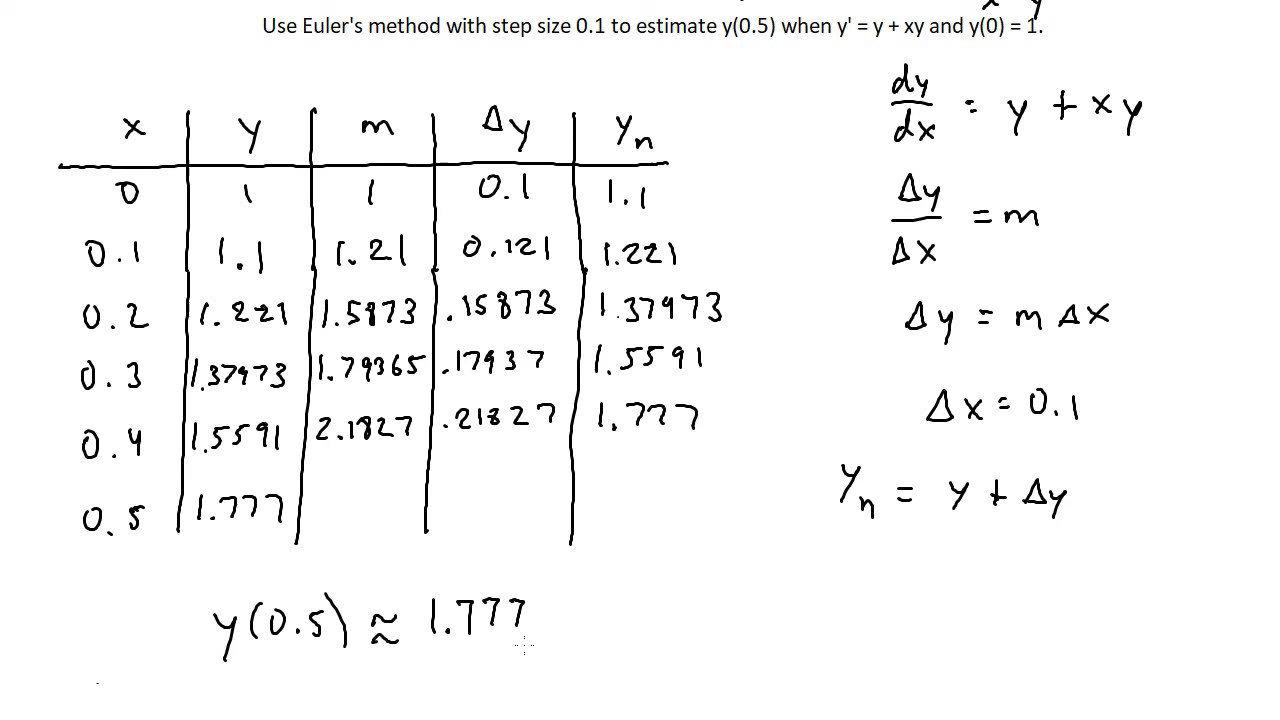 x y
Use Euler's method with step size 0.1 to estimate y(0.5) when y' = y + xy and y(0) = 1.
x y m Δy Yn
0 1 1 0.1 1.1
0.1 1.1 1.21 0.121 1.221
0.2 1.221 1.5873 .15873 1.37973
0.3 1.37973 1.79365 .17937 1.5591
0.4 1.5591 2.1827 .21827 1.777
0.5 1.777
y(0.5) ≈ 1.777
dy/dx = y + xy
Δy/Δx = m
Δy = m Δx
Δx = 0.1
Yn = y + Δy